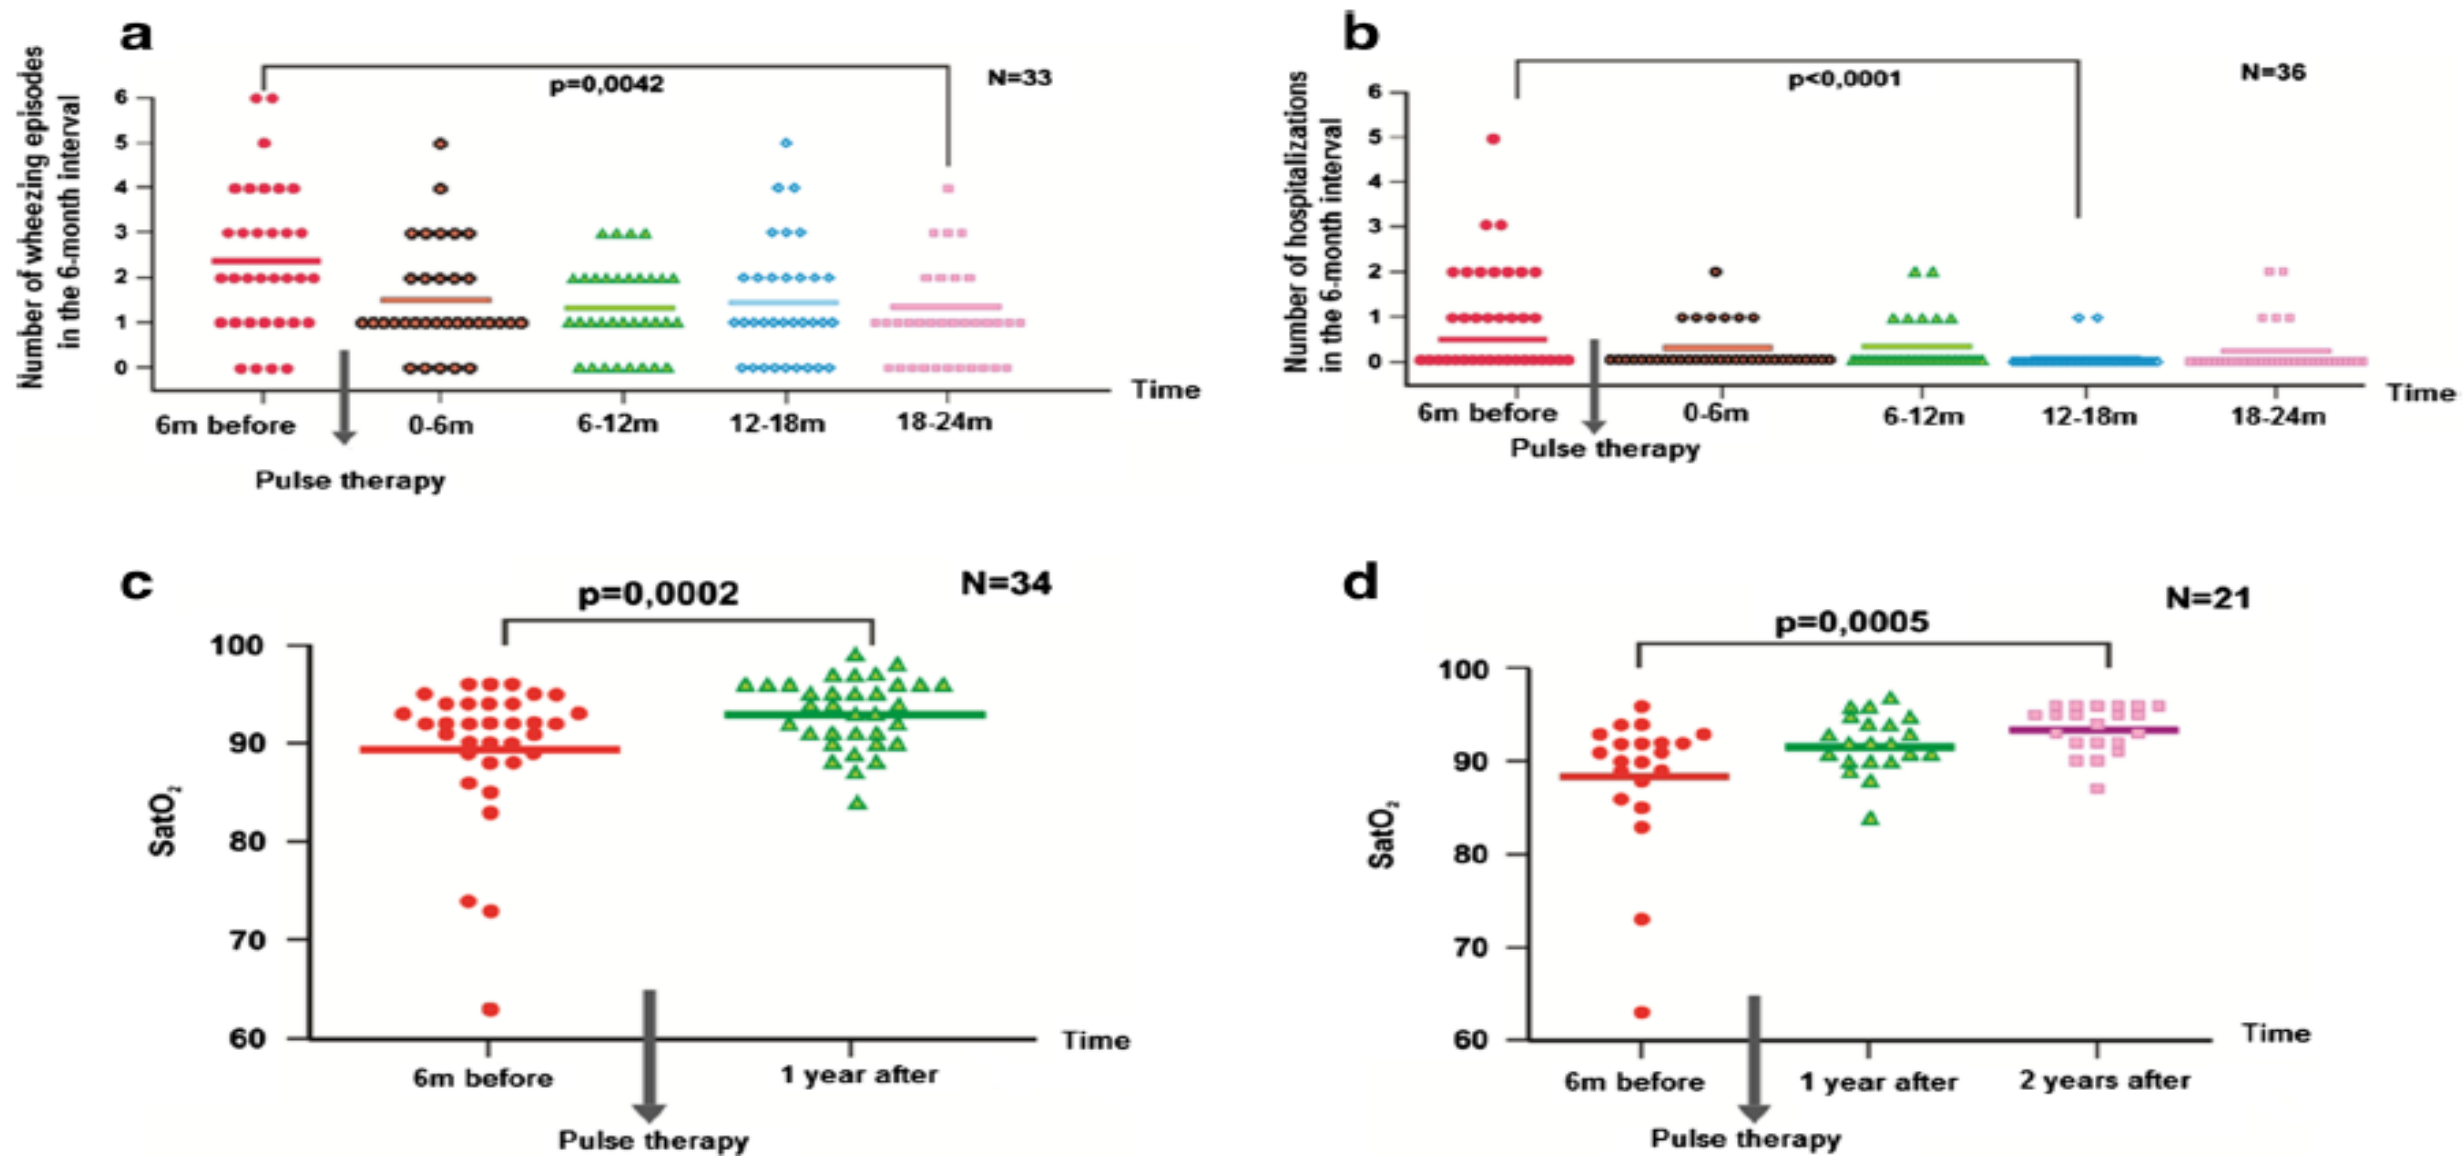 a
Number of wheezing episodes
in the 6-month interval
p=0,0042
N=33
6
5
4
3
2
1
0
Time
6m before
0-6m
6-12m
12-18m
18-24m
Pulse therapy
b
Number of hospitalizations
in the 6-month interval
p<0,0001
N=36
6
5
4
3
2
1
0
Time
6m before
0-6m
6-12m
12-18m
18-24m
Pulse therapy
c
p=0,0002
N=34
SatO₂
100
90
80
70
60
Time
6m before
1 year after
Pulse therapy
d
p=0,0005
N=21
SatO₂
100
90
80
70
60
Time
6m before
1 year after
2 years after
Pulse therapy